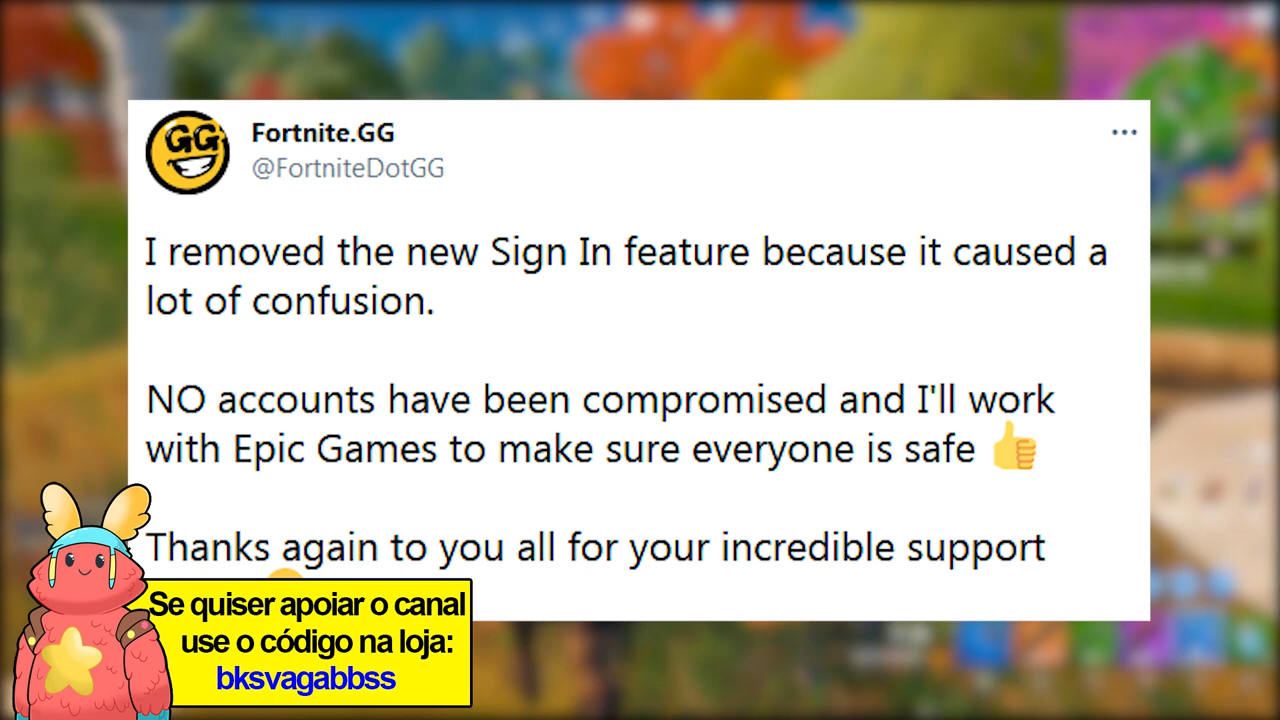 GG
Fortnite.GG
@FortniteDotGG
I removed the new Sign In feature because it caused a
lot of confusion.
NO accounts have been compromised and I'll work
with Epic Games to make sure everyone is safe 👍
Thanks again to you all for your incredible support
Se quiser apoiar o canal
use o código na loja:
bksvagabbss